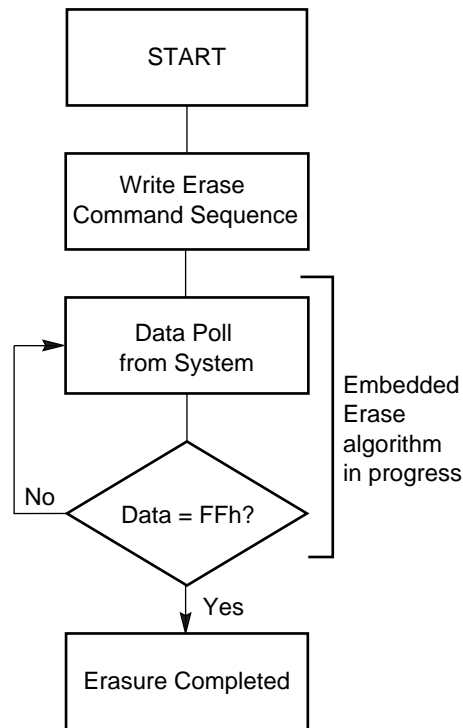 START
Write Erase
Command Sequence
Data Poll
from System
Embedded
Erase
algorithm
in progress
No
Data = FFh?
Yes
Erasure Completed